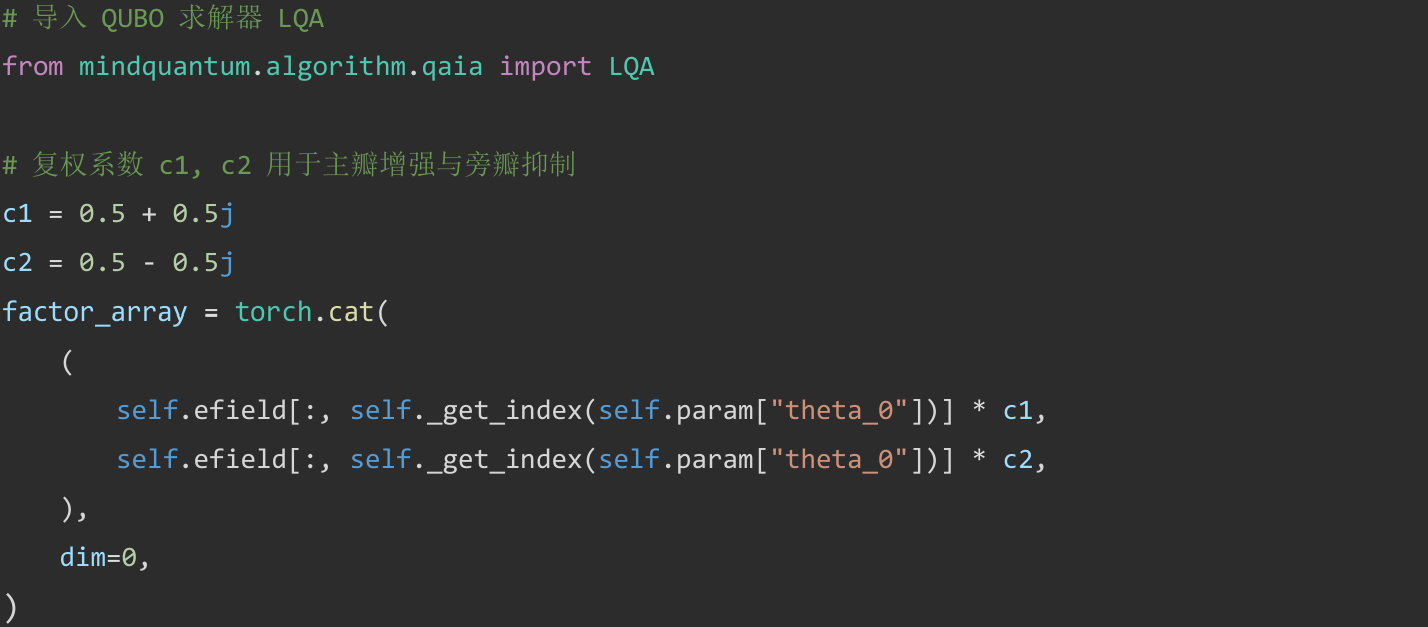 # 导入 QUBO 求解器 LQA
from mindquantum.algorithm.qaia import LQA
# 复权系数 c1, c2 用于主瓣增强与旁瓣抑制
c1 = 0.5 + 0.5j
c2 = 0.5 - 0.5j
factor_array = torch.cat(
(
self.efield[:, self._get_index(self.param["theta_0"])] * c1,
self.efield[:, self._get_index(self.param["theta_0"])] * c2,
),
dim=0,
)